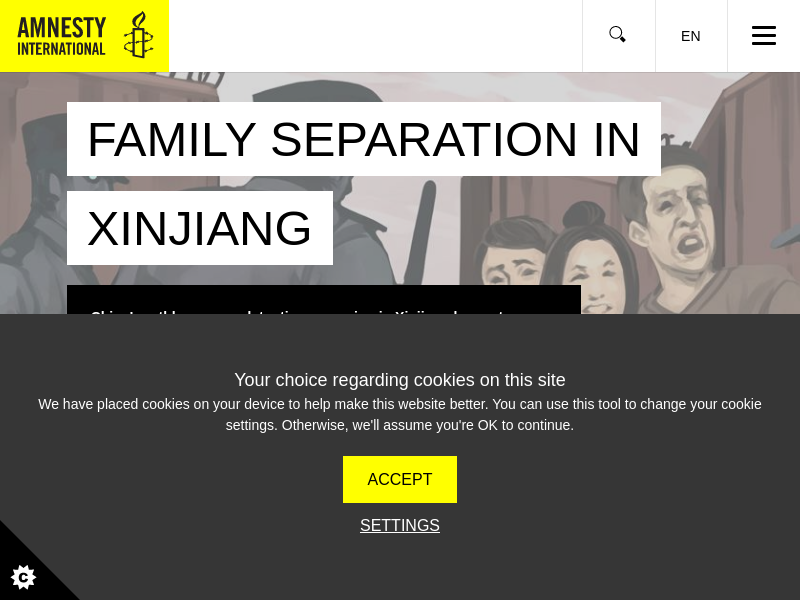 AMNESTY
INTERNATIONAL
EN
FAMILY SEPARATION IN
XINJIANG
Your choice regarding cookies on this site
We have placed cookies on your device to help make this website better. You can use this tool to change your cookie
settings. Otherwise, we'll assume you're OK to continue.
ACCEPT
SETTINGS
C